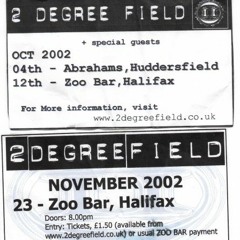 2 DEGREE FIELD
+ special guests
OCT 2002
04th - Abrahams,Huddersfield
12th - Zoo Bar,Halifax
For More information, visit
www.2degreefield.co.uk
2DEGREEFIELD
NOVEMBER 2002
23 - Zoo Bar, Halifax
Doors: 8.00pm
Entry: Tickets, £1.50 (available from
www.2degreefield.co.uk) or usual ZOO BAR payment